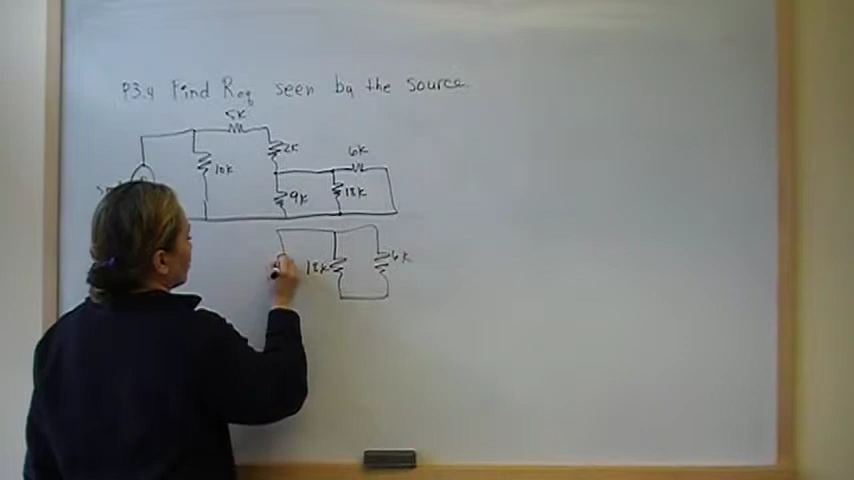 P3.4 Find Req seen by the source.
5K
2K
6K
10K
9K
18K
18K
6K